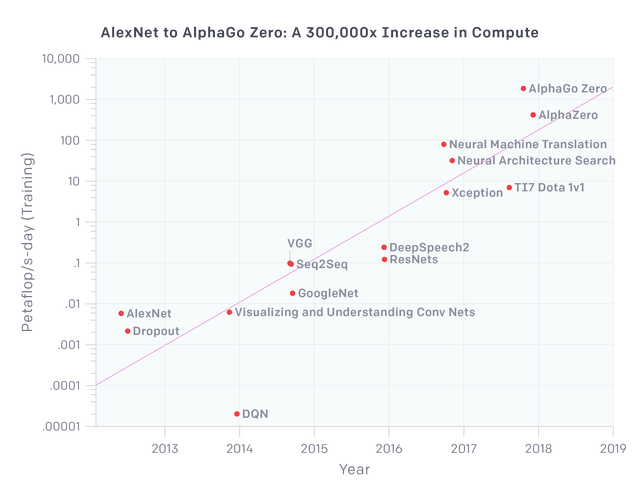 AlexNet to AlphaGo Zero: A 300,000x Increase in Compute
10,000
1,000
100
10
1
.1
.01
.001
.0001
.00001
Petaflop/s-day (Training)
AlphaGo Zero
AlphaZero
Neural Machine Translation
Neural Architecture Search
TI7 Dota 1v1
Xception
VGG
DeepSpeech2
ResNets
Seq2Seq
GoogleNet
AlexNet
Visualizing and Understanding Conv Nets
Dropout
DQN
2013
2014
2015
2016
2017
2018
2019
Year